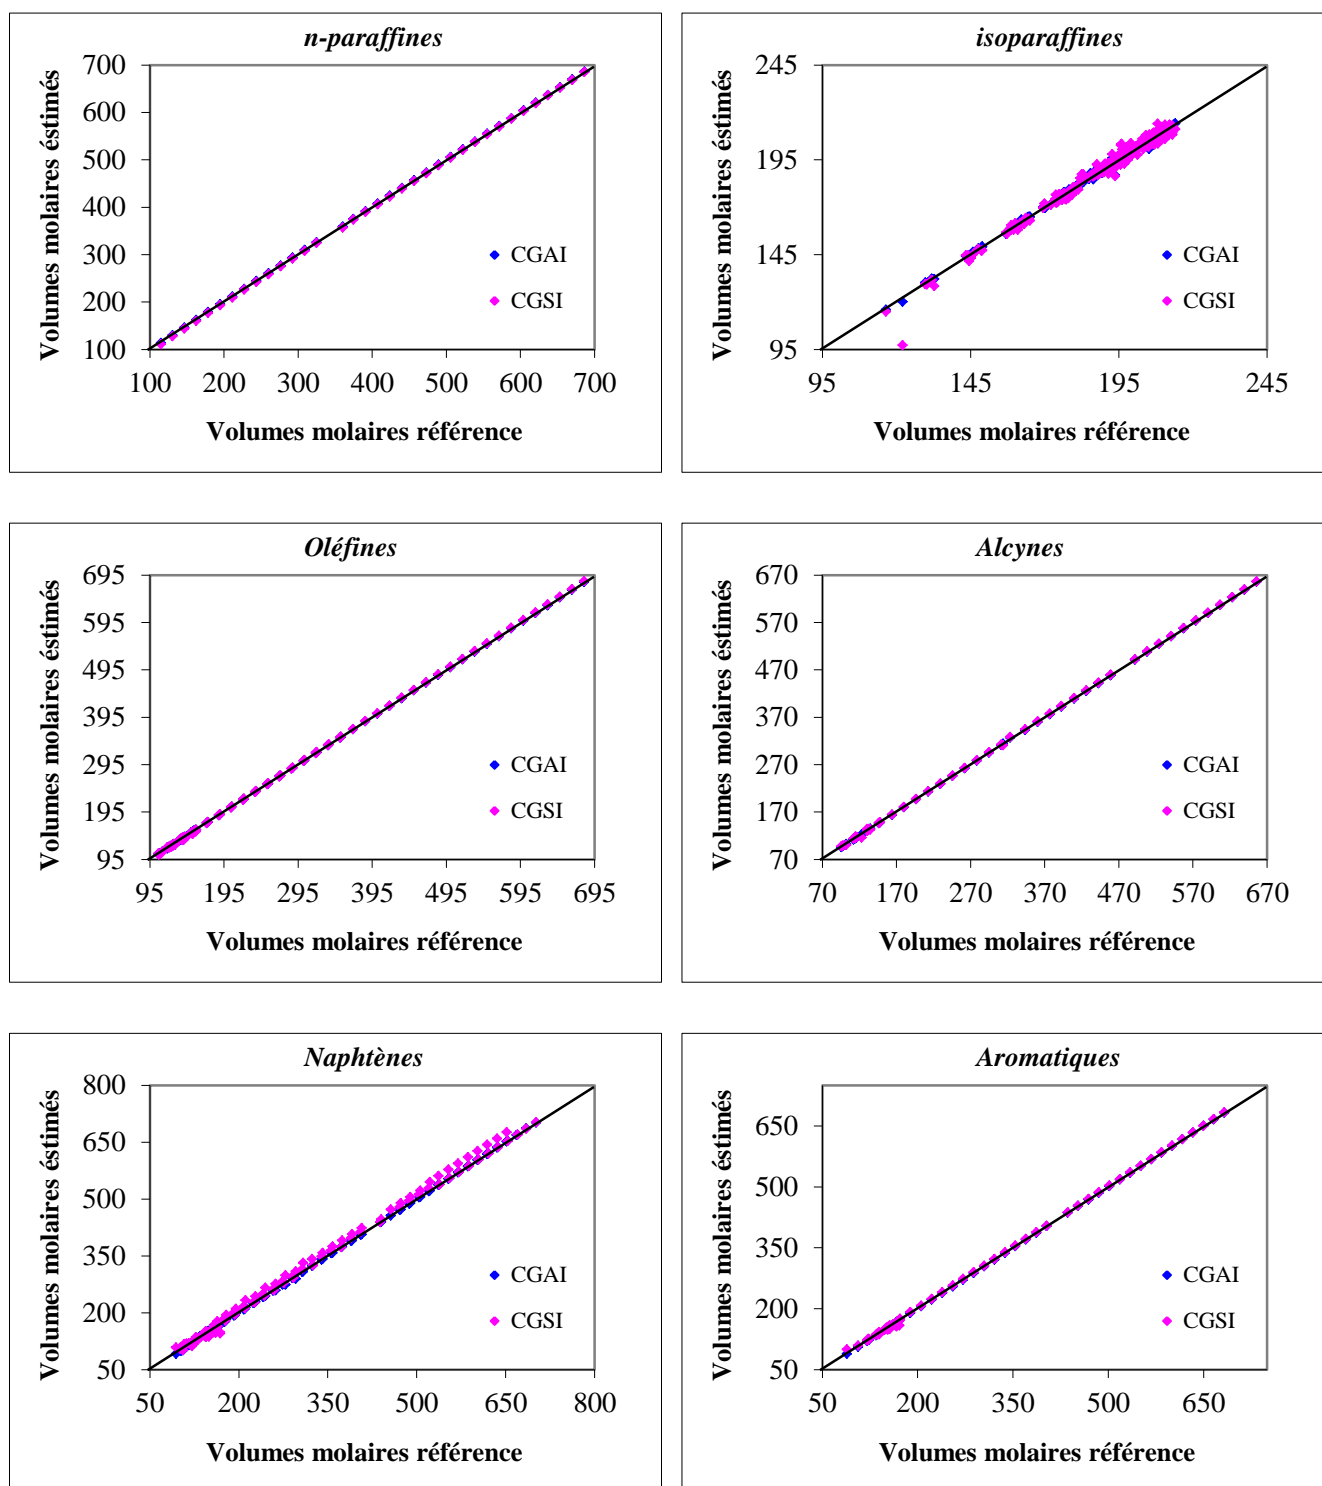 n-paraffines
Volumes molaires éstimés
700
600
500
400
300
200
100
CGAI
CGSI
100 200 300 400 500 600 700
Volumes molaires référence
isoparaffines
Volumes molaires éstimés
245
195
145
95
CGAI
CGSI
95 145 195 245
Volumes molaires référence
Oléfines
Volumes molaires éstimés
695
595
495
395
295
195
95
CGAI
CGSI
95 195 295 395 495 595 695
Volumes molaires référence
Alcynes
Volumes molaires éstimés
670
570
470
370
270
170
70
CGAI
CGSI
70 170 270 370 470 570 670
Volumes molaires référence
Naphtènes
Volumes molaires éstimés
800
650
500
350
200
50
CGAI
CGSI
50 200 350 500 650 800
Volumes molaires référence
Aromatiques
Volumes molaires éstimés
650
500
350
200
50
CGAI
CGSI
50 200 350 500 650
Volumes molaires référence